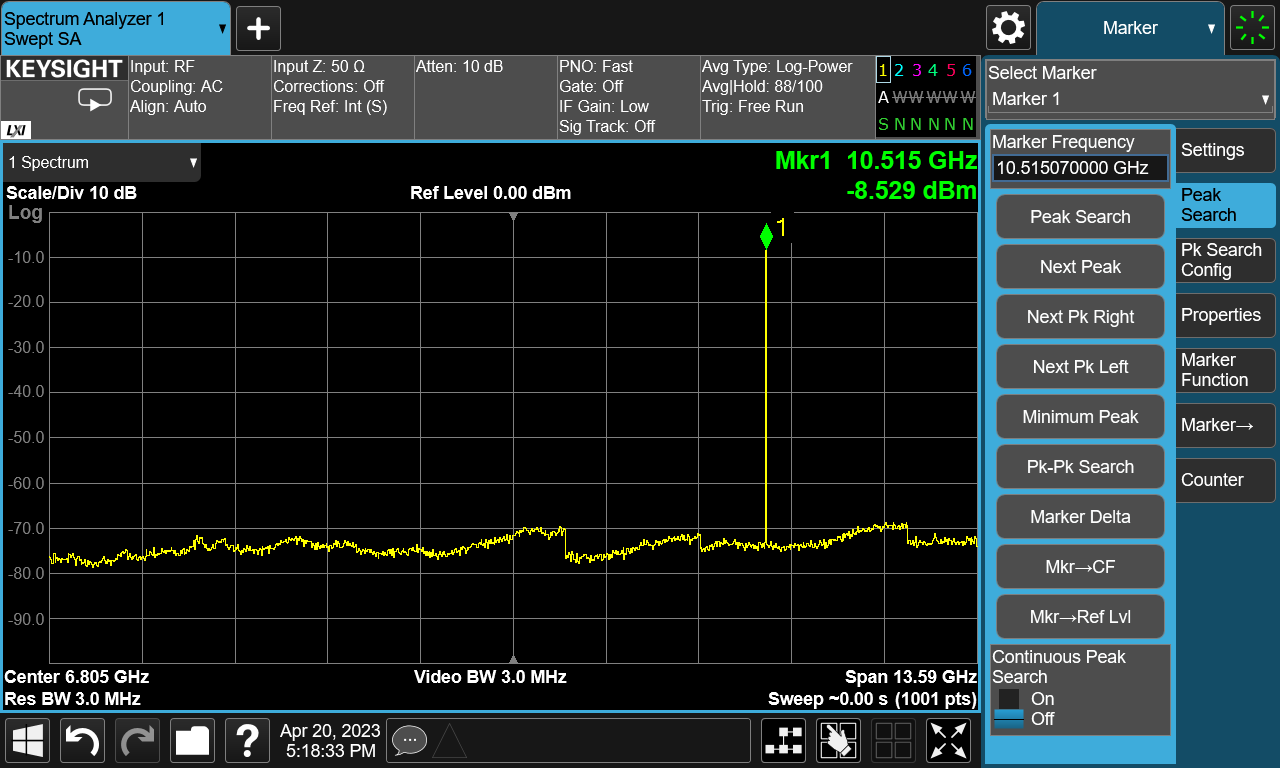 Spectrum Analyzer 1
Swept SA
Marker
KEYSIGHT
LXI
Input: RF
Coupling: AC
Align: Auto
Input Z: 50 Ω
Corrections: Off
Freq Ref: Int (S)
Atten: 10 dB
PNO: Fast
Gate: Off
IF Gain: Low
Sig Track: Off
Avg Type: Log-Power
Avg|Hold: 88/100
Trig: Free Run
1 2 3 4 5 6
A W W W W W
S N N N N N
1 Spectrum
Scale/Div 10 dB
Ref Level 0.00 dBm
Mkr1 10.515 GHz
-8.529 dBm
Log
1
-10.0
-20.0
-30.0
-40.0
-50.0
-60.0
-70.0
-80.0
-90.0
Center 6.805 GHz
Video BW 3.0 MHz
Span 13.59 GHz
Res BW 3.0 MHz
Sweep ~0.00 s (1001 pts)
Select Marker
Marker 1
Marker Frequency
10.515070000 GHz
Peak Search
Next Peak
Next Pk Right
Next Pk Left
Minimum Peak
Pk-Pk Search
Marker Delta
Mkr→CF
Mkr→Ref Lvl
Continuous Peak
Search
On
Off
Settings
Peak
Search
Pk Search
Config
Properties
Marker
Function
Marker→
Counter
?
Apr 20, 2023
5:18:33 PM